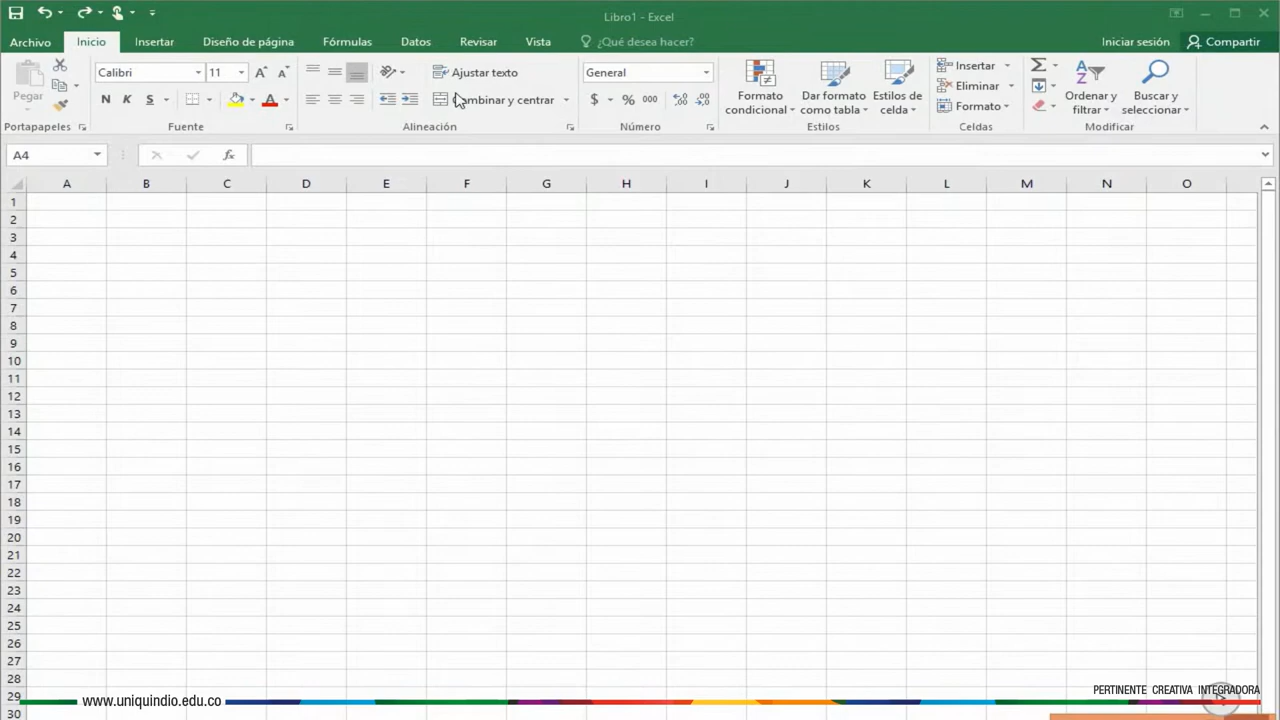 Libro1 - Excel
Archivo Inicio Insertar Diseño de página Fórmulas Datos Revisar Vista ¿Qué desea hacer? Iniciar sesión Compartir
Pegar
Calibri 11
N K S
Ajustar texto
Combinar y centrar
General
$ % 000
Formato condicional
Dar formato como tabla
Estilos de celda
Insertar
Eliminar
Formato
Ordenar y filtrar
Buscar y seleccionar
Portapapeles Fuente Alineación Número Estilos Celdas Modificar
A4 fx
A B C D E F G H I J K L M N O
1
2
3
4
5
6
7
8
9
10
11
12
13
14
15
16
17
18
19
20
21
22
23
24
25
26
27
28
29
30
PERTINENTE CREATIVA INTEGRADORA
www.uniquindio.edu.co